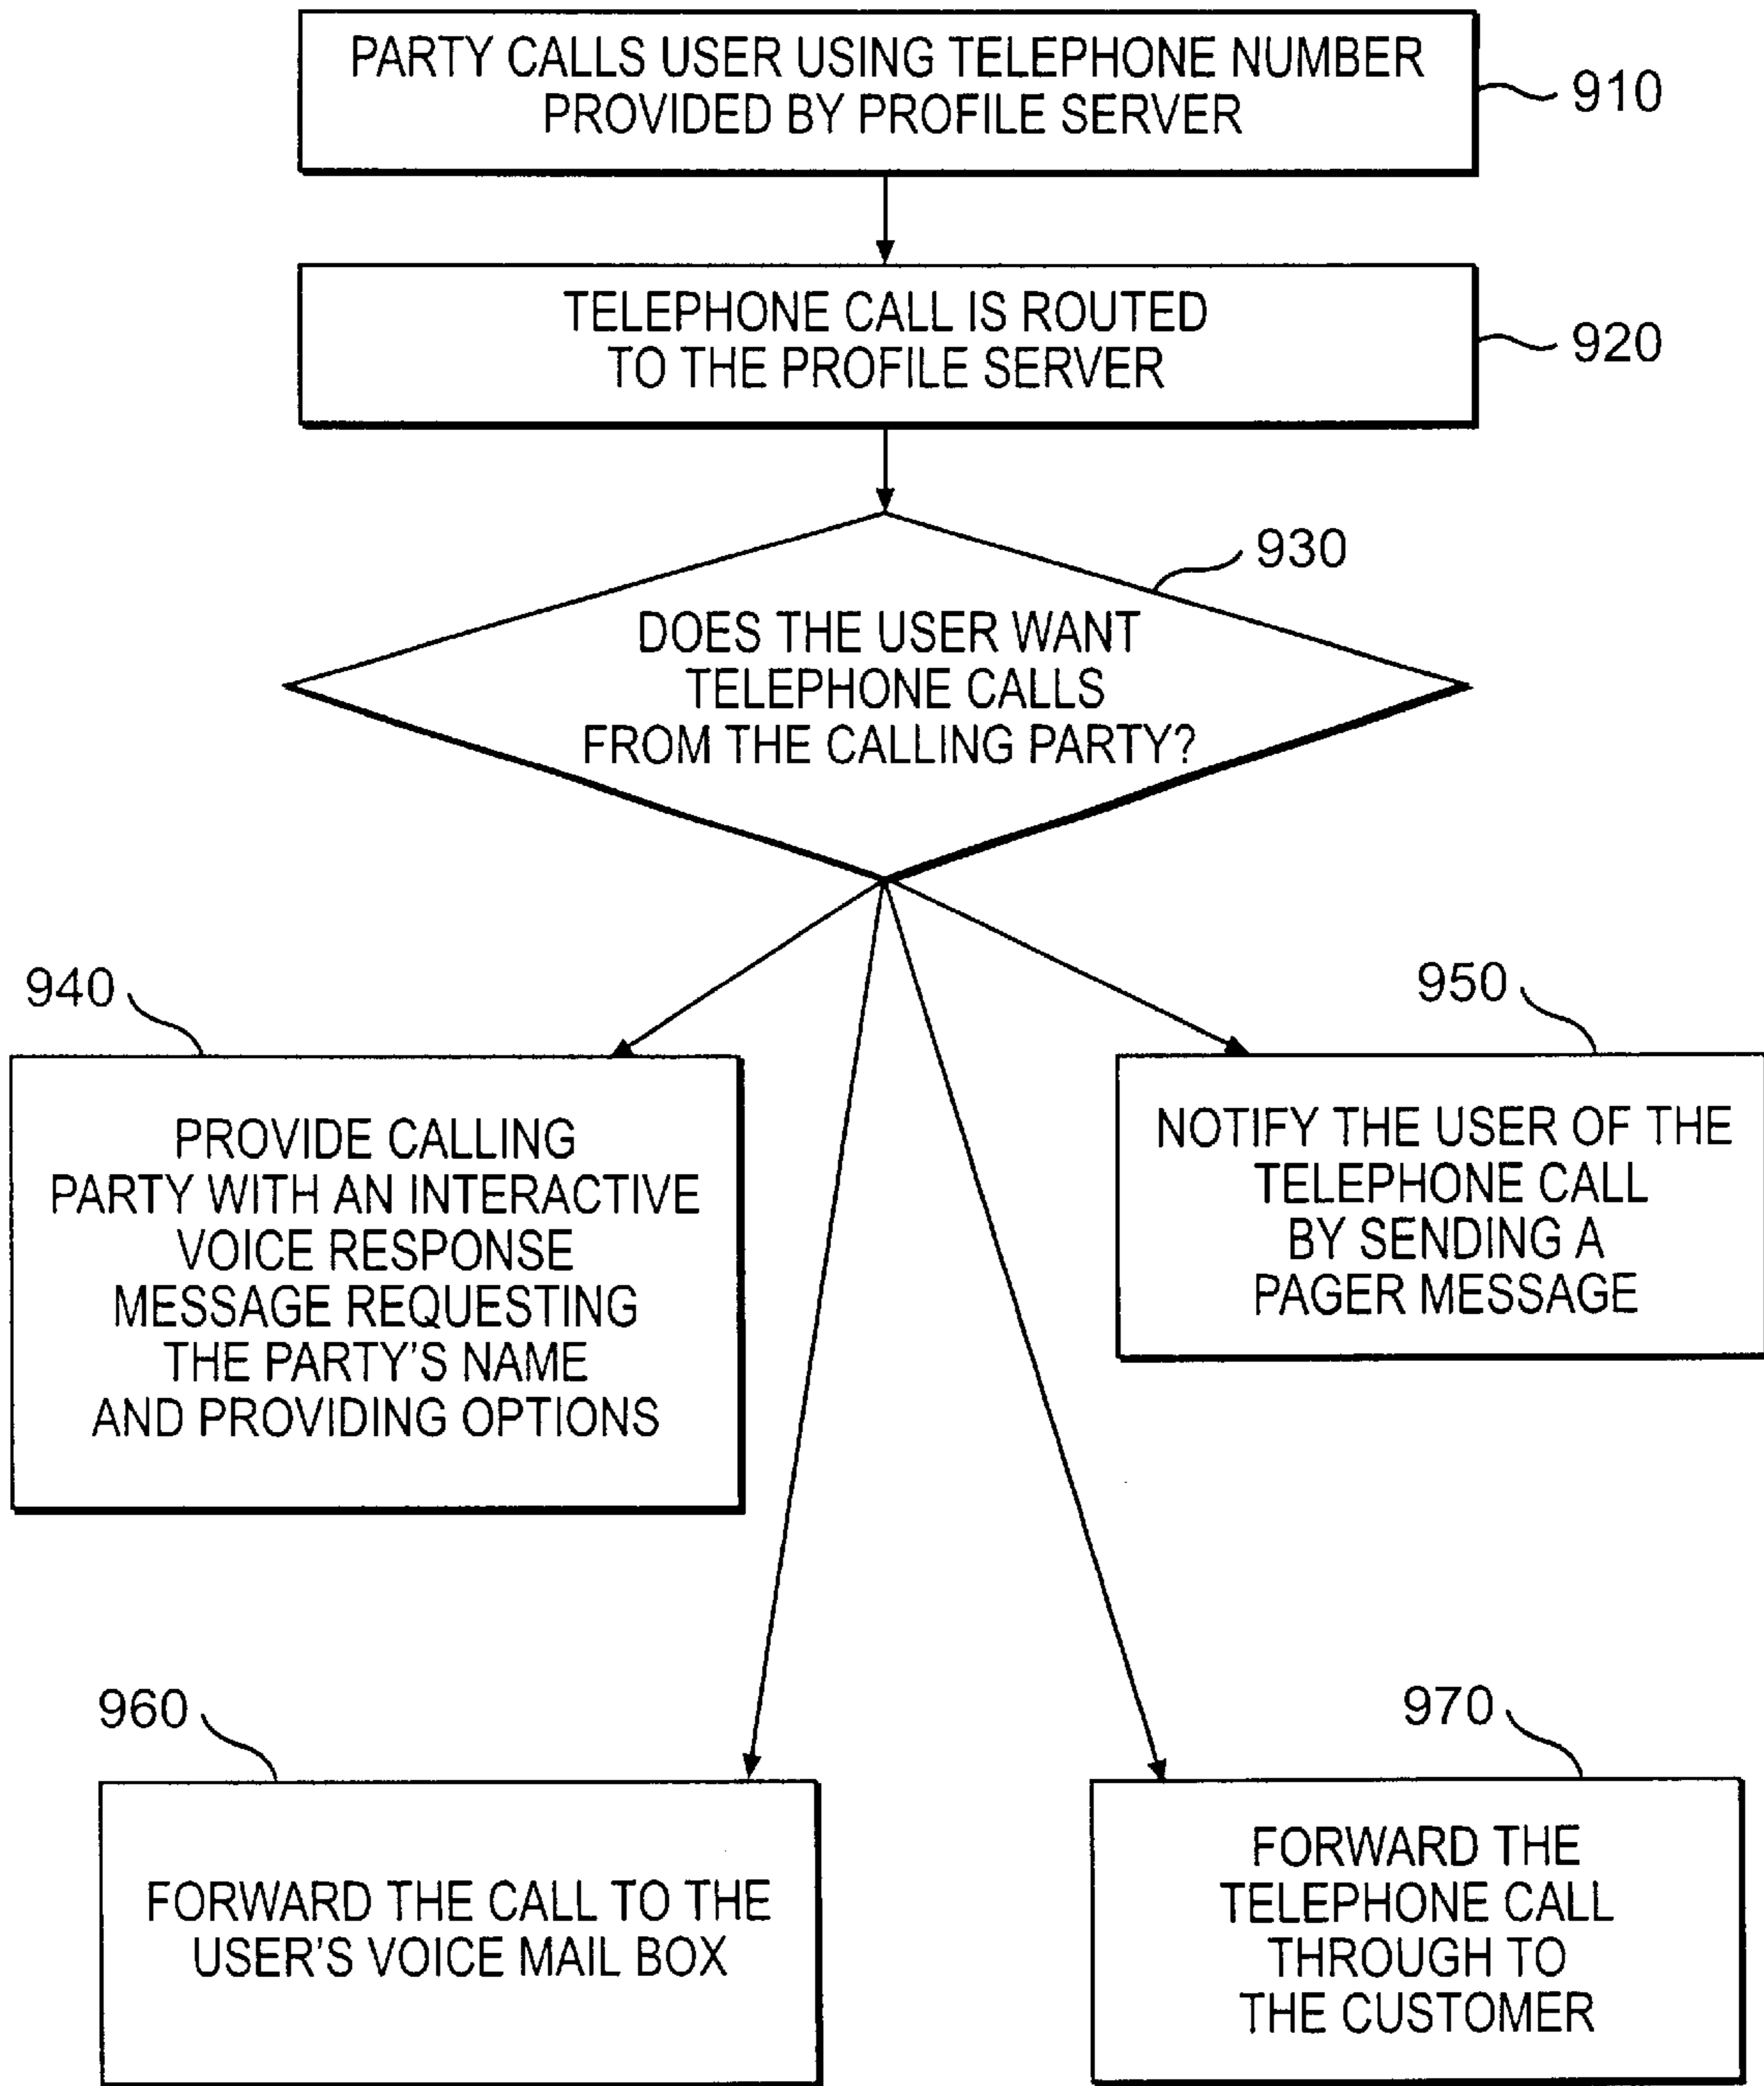 PARTY CALLS USER USING TELEPHONE NUMBER
PROVIDED BY PROFILE SERVER
910
TELEPHONE CALL IS ROUTED
TO THE PROFILE SERVER
920
930
DOES THE USER WANT
TELEPHONE CALLS
FROM THE CALLING PARTY?
940
PROVIDE CALLING
PARTY WITH AN INTERACTIVE
VOICE RESPONSE
MESSAGE REQUESTING
THE PARTY'S NAME
AND PROVIDING OPTIONS
950
NOTIFY THE USER OF THE
TELEPHONE CALL
BY SENDING A
PAGER MESSAGE
960
FORWARD THE CALL TO THE
USER'S VOICE MAIL BOX
970
FORWARD THE
TELEPHONE CALL
THROUGH TO
THE CUSTOMER